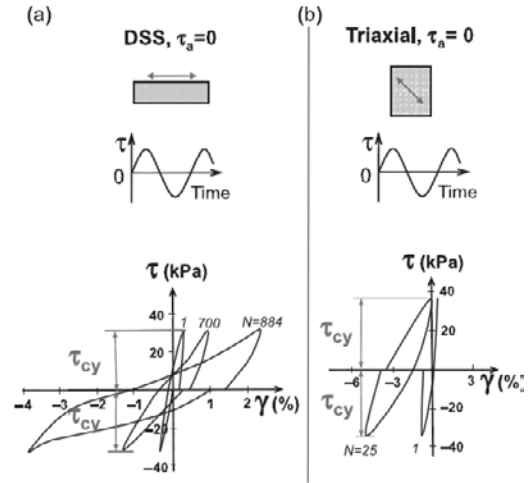 (a)
DSS, τa=0
τ
0
Time
τ (kPa)
40
20
1 700 N=884
τcy
τcy
−4 −3 −2 −1 1 2 γ (%)
−20
−40
(b)
Triaxial, τa = 0
τ
0
Time
τ (kPa)
40
20
τcy
τcy
−6 −3 3 γ (%)
−20
N=25 1
−40